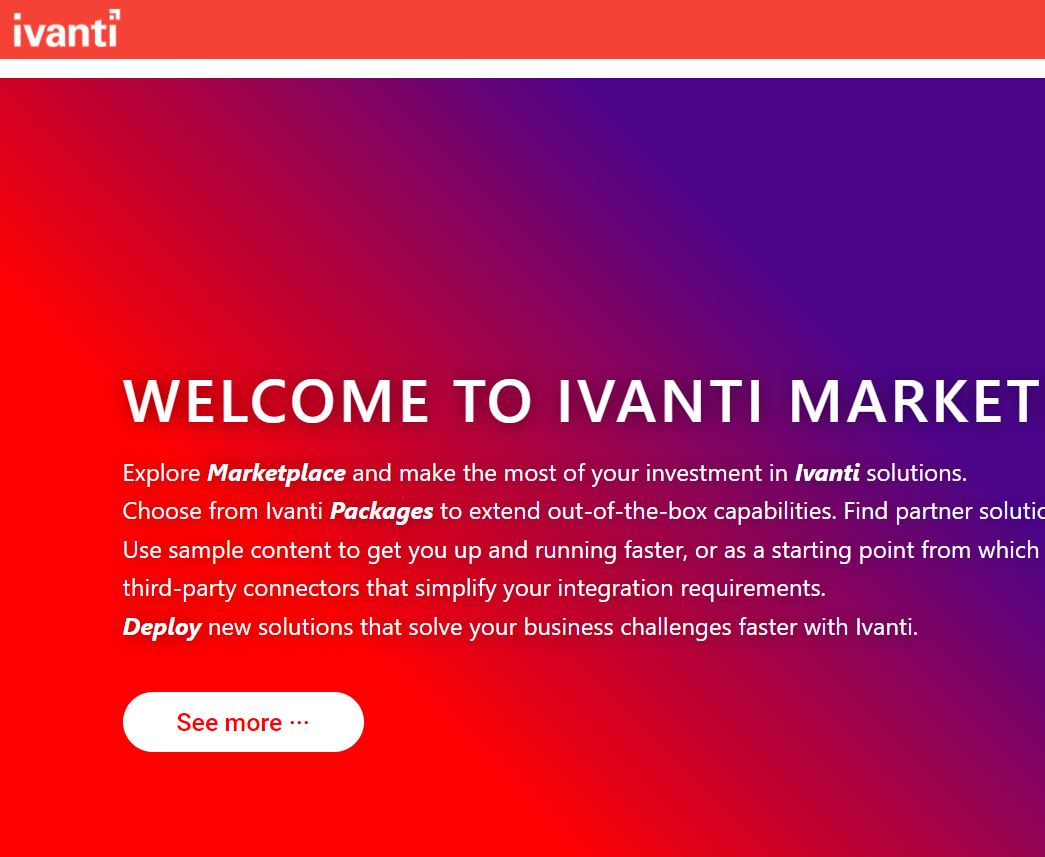 ivanti
WELCOME TO IVANTI MARKET
Explore Marketplace and make the most of your investment in Ivanti solutions.
Choose from Ivanti Packages to extend out-of-the-box capabilities. Find partner solutio
Use sample content to get you up and running faster, or as a starting point from which
third-party connectors that simplify your integration requirements.
Deploy new solutions that solve your business challenges faster with Ivanti.
See more ···